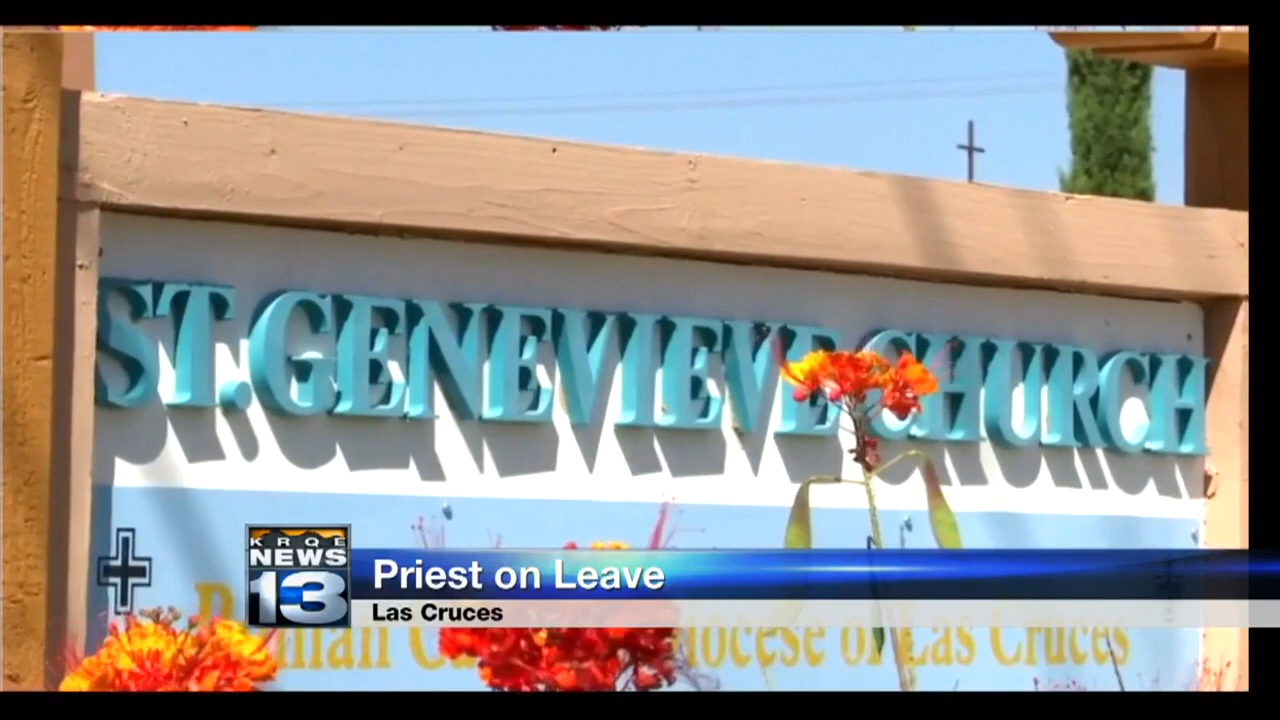 ST. GENEVIEVE CHURCH
Diocese of Las Cruces
KRQE
NEWS
13
Priest on Leave
Las Cruces